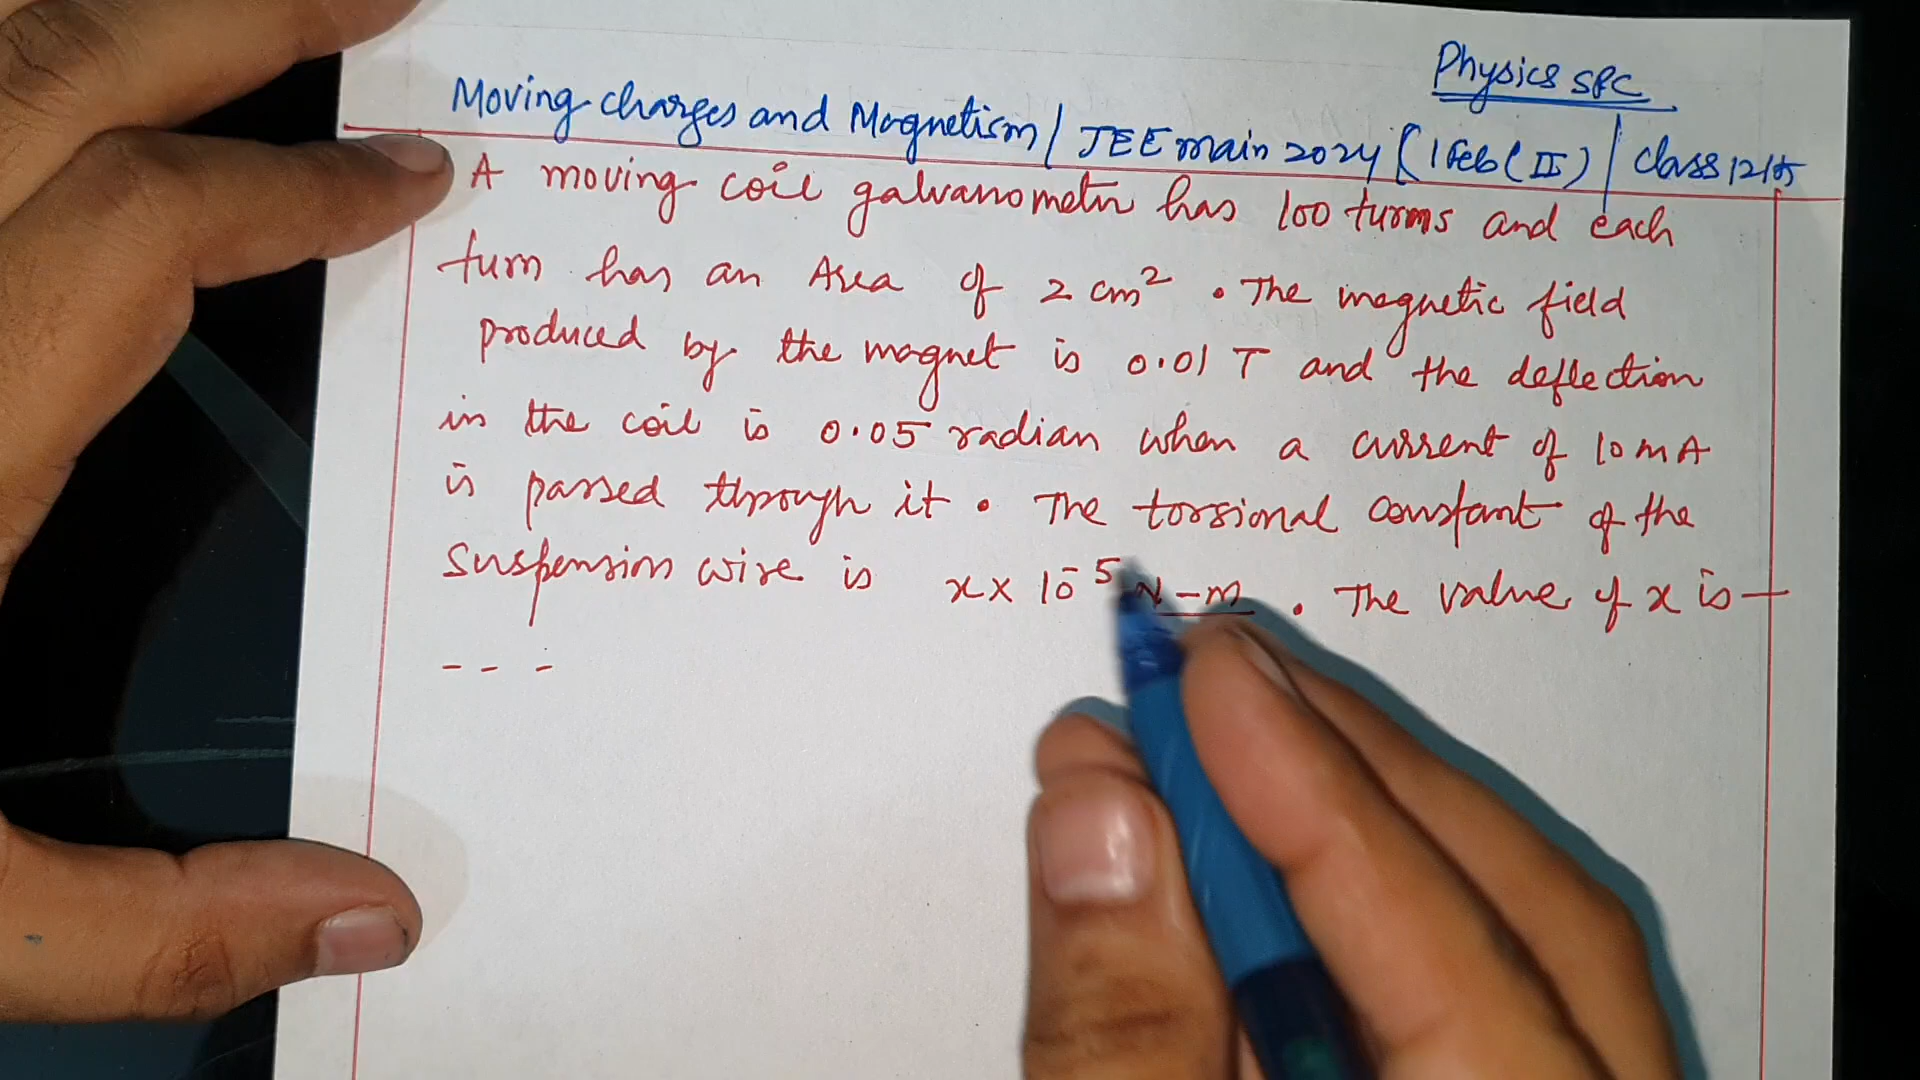 Physics SPC
Moving charges and Magnetism / JEE main 2024 [1 Feb (II) | class 12th
A moving coil galvanometer has 100 turns and each
turn has an Area of 2 cm². The magnetic field
produced by the magnet is 0.01 T and the deflection
in the coil is 0.05 radian when a current of 10 mA
is passed through it. The torsional constant of the
suspension wire is x × 10⁻⁵ N-m. The value of x is -
- - -